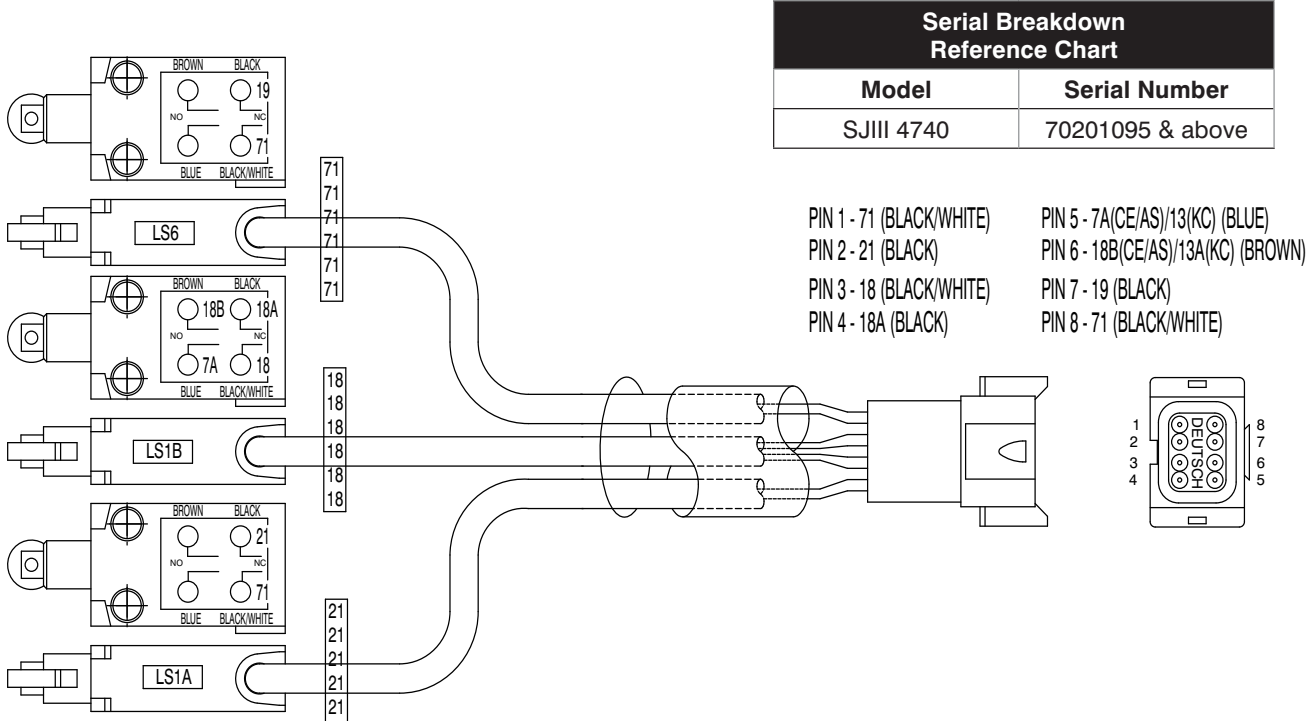 Serial Breakdown
Reference Chart
Model Serial Number
SJIII 4740 70201095 & above
PIN 1 - 71 (BLACK/WHITE)
PIN 2 - 21 (BLACK)
PIN 3 - 18 (BLACK/WHITE)
PIN 4 - 18A (BLACK)
PIN 5 - 7A(CE/AS)/13(KC) (BLUE)
PIN 6 - 18B(CE/AS)/13A(KC) (BROWN)
PIN 7 - 19 (BLACK)
PIN 8 - 71 (BLACK/WHITE)
BROWN BLACK
19
NO NC
71
BLUE BLACK/WHITE
LS6
71
71
71
71
71
71
BROWN BLACK
18B 18A
NO NC
7A 18
BLUE BLACK/WHITE
LS1B
18
18
18
18
18
18
BROWN BLACK
21
NO NC
71
BLUE BLACK/WHITE
LS1A
21
21
21
21
21
1 8
2 7
3 6
4 5
DEUTSCH